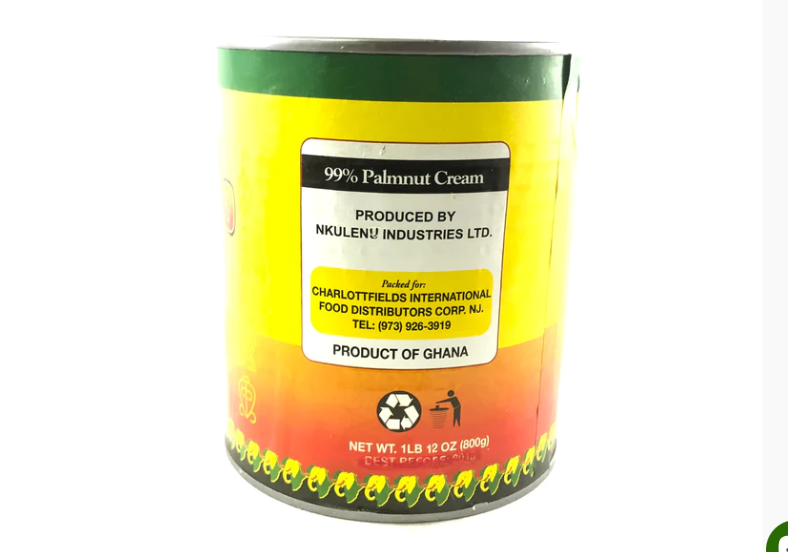 99% Palmnut Cream
PRODUCED BY
NKULENU INDUSTRIES LTD.
Packed for:
CHARLOTTFIELDS INTERNATIONAL
FOOD DISTRIBUTORS CORP. NJ.
TEL: (973) 926-3919
PRODUCT OF GHANA
NET WT. 1LB 12 OZ (800g)